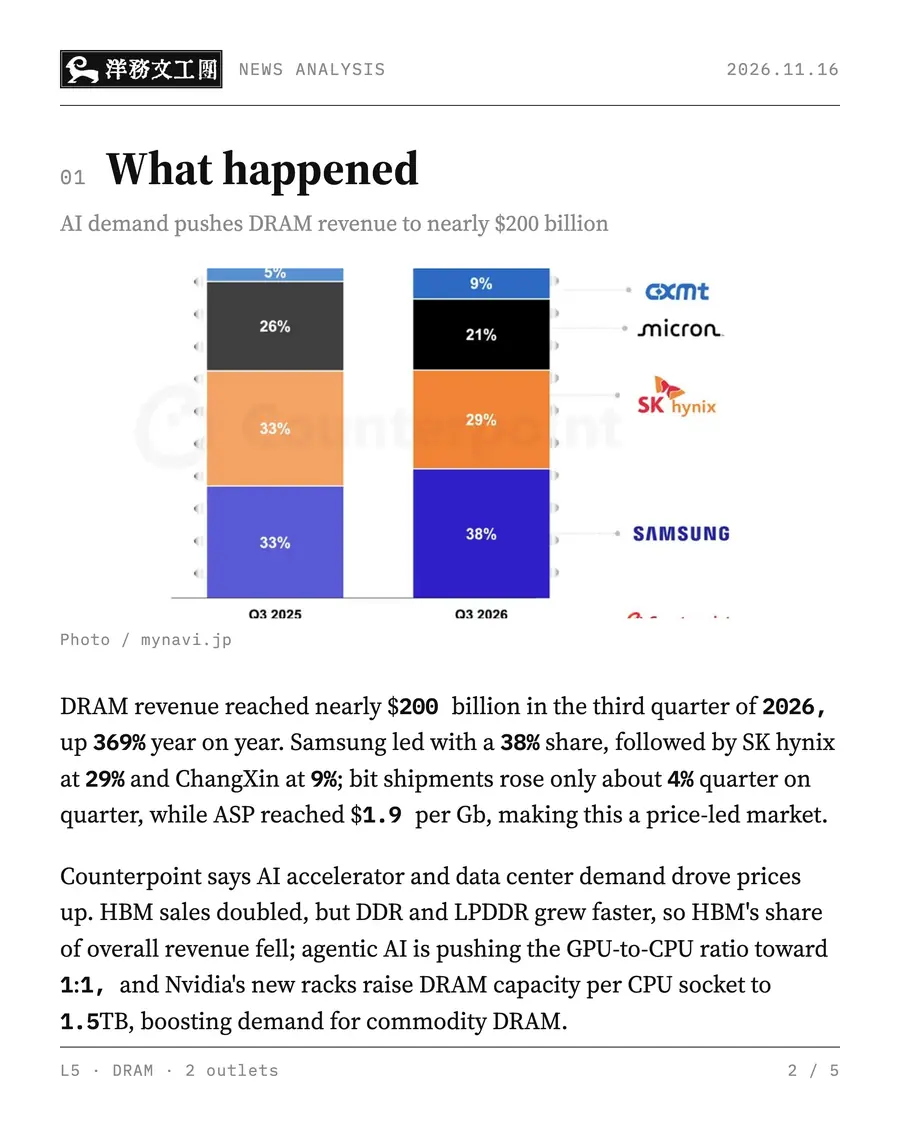 洋務文工團 NEWS ANALYSIS 2026.11.16
01 What happened
AI demand pushes DRAM revenue to nearly $200 billion
5%
9%
cxmt
26%
21%
micron
Counterpoint
33%
29%
SK hynix
33%
38%
SAMSUNG
Q3 2025
Q3 2026
Photo / mynavi.jp
DRAM revenue reached nearly $200 billion in the third quarter of 2026,
up 369% year on year. Samsung led with a 38% share, followed by SK hynix
at 29% and ChangXin at 9%; bit shipments rose only about 4% quarter on
quarter, while ASP reached $1.9 per Gb, making this a price-led market.
Counterpoint says AI accelerator and data center demand drove prices
up. HBM sales doubled, but DDR and LPDDR grew faster, so HBM's share
of overall revenue fell; agentic AI is pushing the GPU-to-CPU ratio toward
1:1, and Nvidia's new racks raise DRAM capacity per CPU socket to
1.5TB, boosting demand for commodity DRAM.
L5 · DRAM · 2 outlets 2 / 5